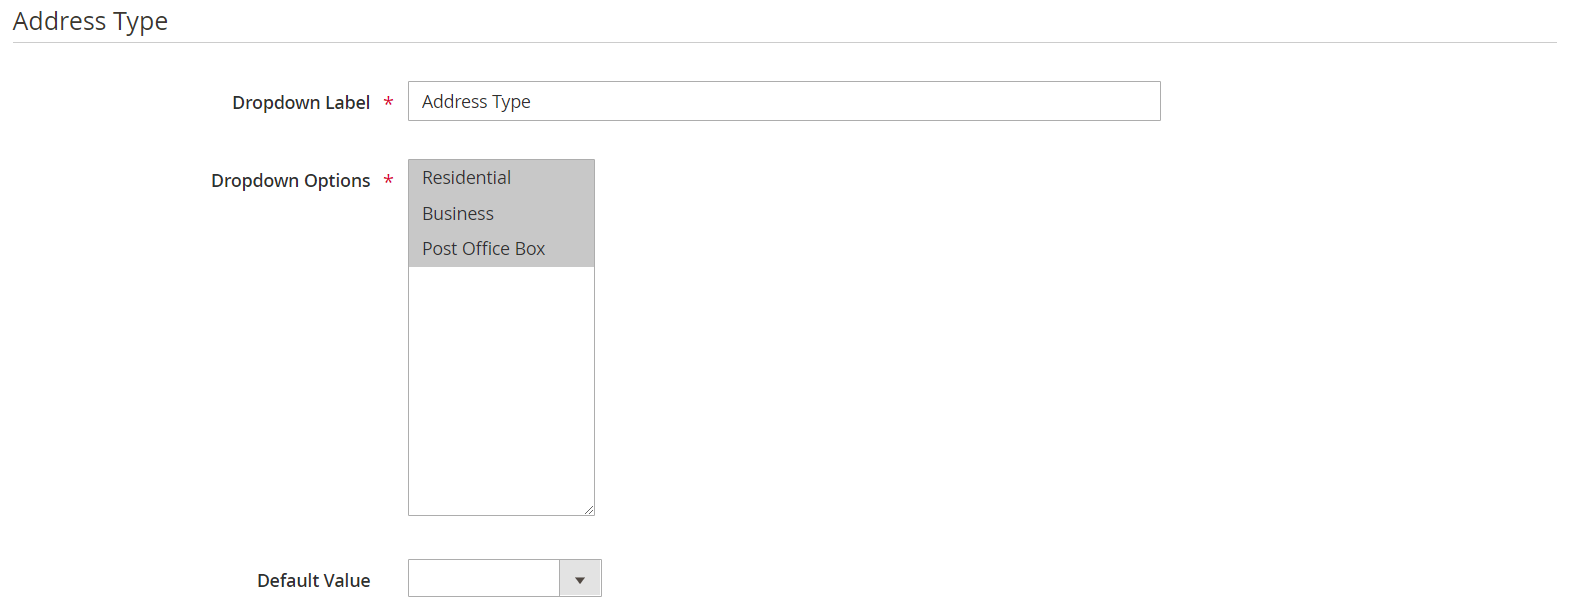 Address Type
Dropdown Label * Address Type
Dropdown Options * Residential
Business
Post Office Box
Default Value